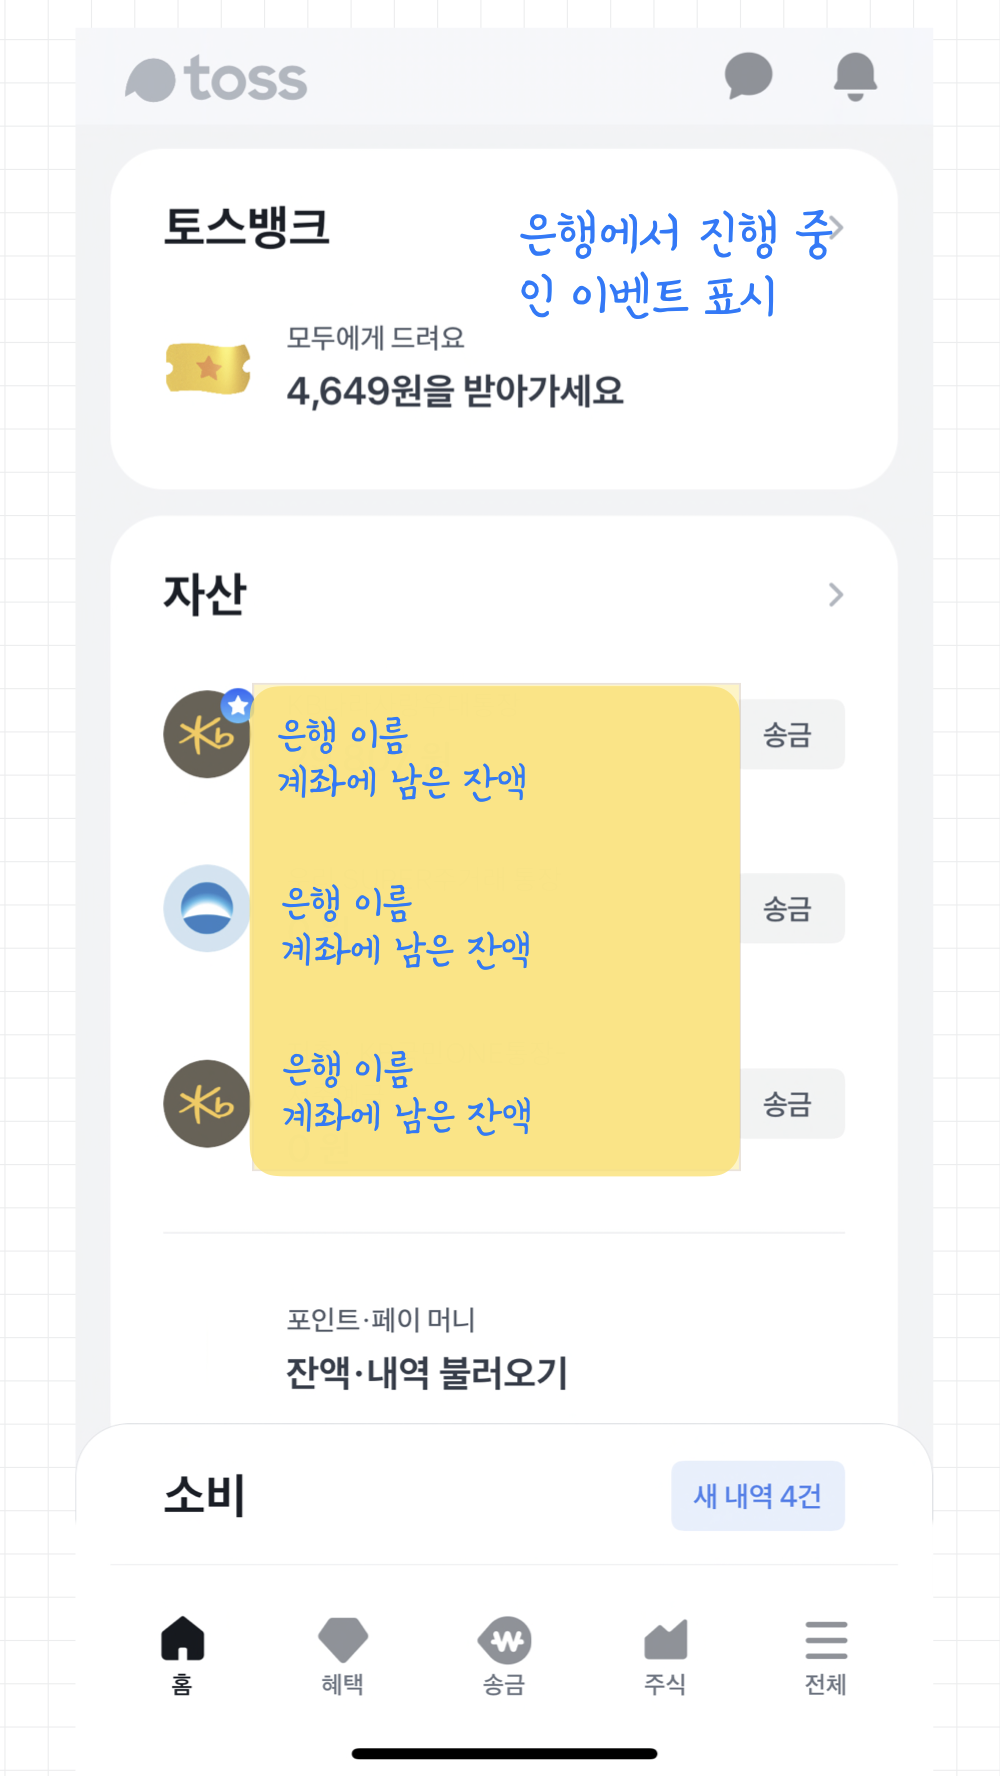 toss
토스뱅크
은행에서 진행 중
인 이벤트 표시
모두에게 드려요
4,649원을 받아가세요
자산
은행 이름
계좌에 남은 잔액
송금
은행 이름
계좌에 남은 잔액
송금
은행 이름
계좌에 남은 잔액
송금
포인트·페이 머니
잔액·내역 불러오기
소비
새 내역 4건
홈
혜택
송금
주식
전체